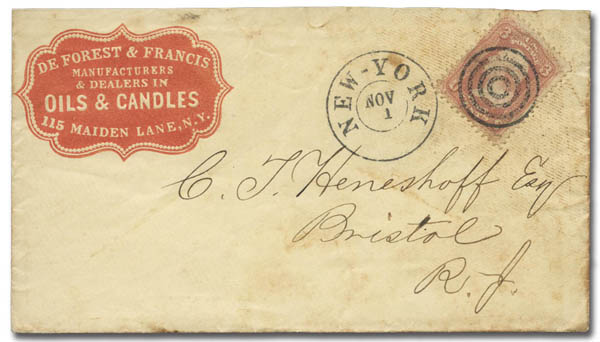 DE FOREST & FRANCIS
MANUFACTURERS
& DEALERS IN
OILS & CANDLES
115 MAIDEN LANE, N.Y.
NEW-YORK
NOV
1
C. T. Heneshoff Esq
Bristol
R. I.